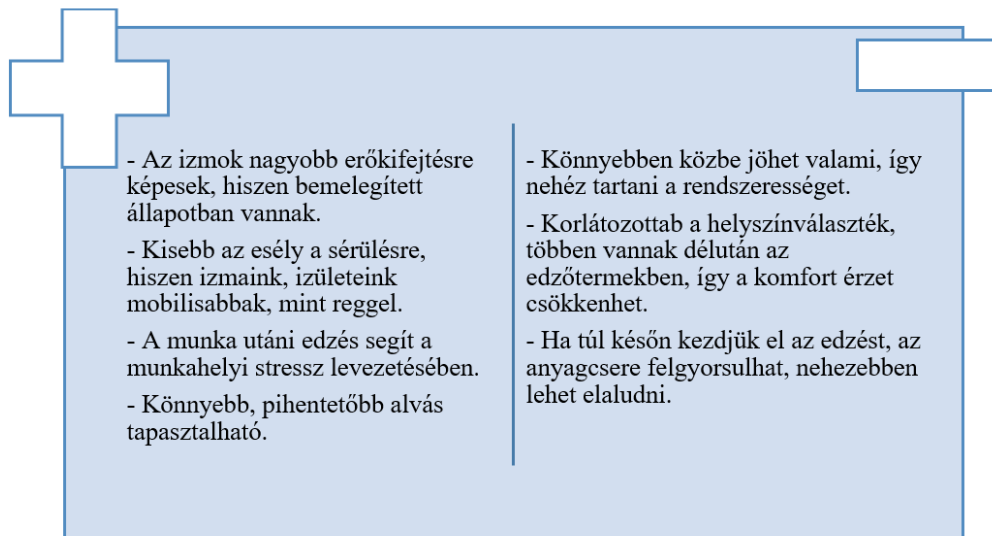 - Az izmok nagyobb erőkifejtésre
képesek, hiszen bemelegített
állapotban vannak.
- Kisebb az esély a sérülésre,
hiszen izmaink, izületeink
mobilisabbak, mint reggel.
- A munka utáni edzés segít a
munkahelyi stressz levezetésében.
- Könnyebb, pihentetőbb alvás
tapasztalható.
- Könnyebben közbe jöhet valami, így
nehéz tartani a rendszerességet.
- Korlátozottab a helyszínválaszték,
többen vannak délután az
edzőtermekben, így a komfort érzet
csökkenhet.
- Ha túl későn kezdjük el az edzést, az
anyagcsere felgyorsulhat, nehezebben
lehet elaludni.